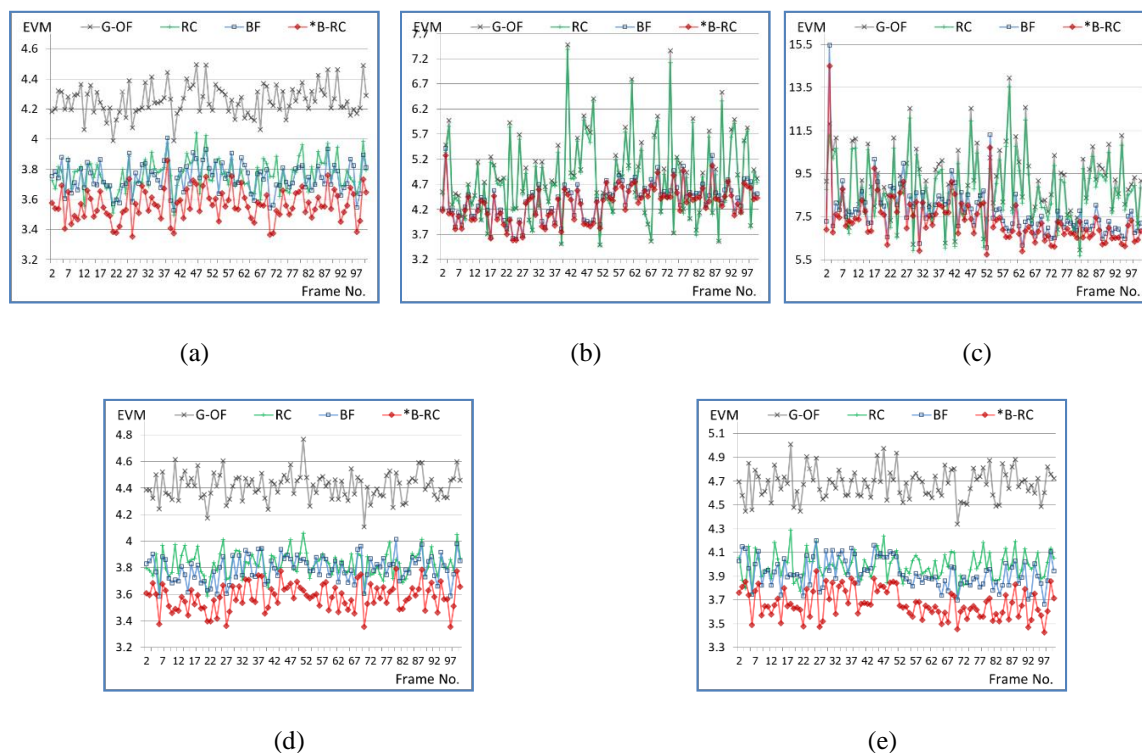 EVM
G-OF RC BF *B-RC
4.6
4.4
4.2
4
3.8
3.6
3.4
3.2
2 7 12 17 22 27 32 37 42 47 52 57 62 67 72 77 82 87 92 97
Frame No.
(a)
EVM
G-OF RC BF *B-RC
7.7
7.2
6.7
6.2
5.7
5.2
4.7
4.2
3.7
3.2
2 7 12 17 22 27 32 37 42 47 52 57 62 67 72 77 82 87 92 97
Frame No.
(b)
EVM
G-OF RC BF *B-RC
15.5
13.5
11.5
9.5
7.5
5.5
2 7 12 17 22 27 32 37 42 47 52 57 62 67 72 77 82 87 92 97
Frame No.
(c)
EVM
G-OF RC BF *B-RC
4.8
4.6
4.4
4.2
4
3.8
3.6
3.4
3.2
2 7 12 17 22 27 32 37 42 47 52 57 62 67 72 77 82 87 92 97
Frame No.
(d)
EVM
G-OF RC BF *B-RC
5.1
4.9
4.7
4.5
4.3
4.1
3.9
3.7
3.5
3.3
2 7 12 17 22 27 32 37 42 47 52 57 62 67 72 77 82 87 92 97
Frame No.
(e)